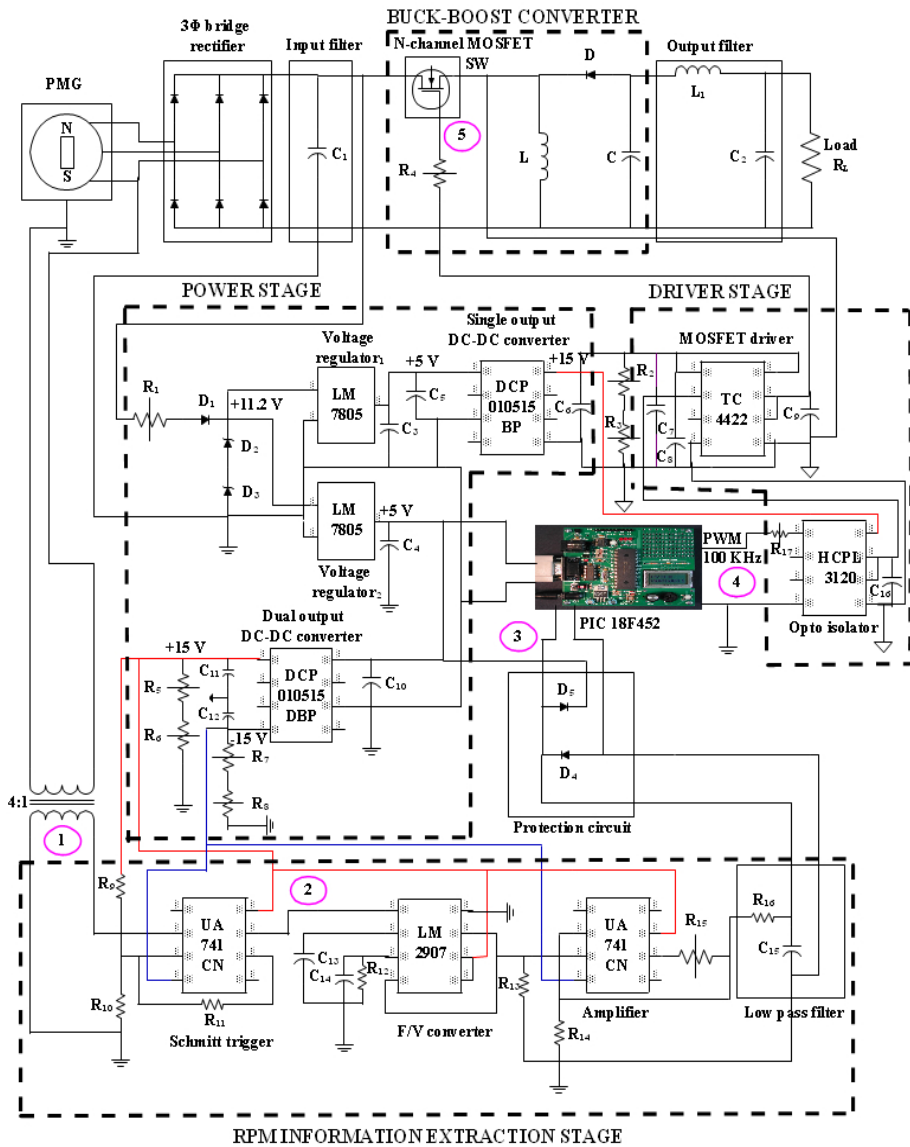 BUCK-BOOST CONVERTER
3Φ bridge
rectifier
Input filter
N-channel MOSFET
SW
D
Output filter
PMG
N
S
C1
5
R4
L
C
L1
C2
Load
RL
POWER STAGE
DRIVER STAGE
Voltage
regulator1
Single output
DC-DC converter
MOSFET driver
+5 V
+15 V
R1
D1
+11.2 V
LM
7805
C5
C3
DCP
010515
BP
C6
R2
R3
C7
C8
TC
4422
C9
D2
D3
LM
7805
+5 V
C4
Voltage
regulator2
PWM
100 KHz
R17
HCPL
3120
C16
4
3
PIC 18F452
Opto isolator
Dual output
DC-DC converter
+15 V
C11
R5
C12
R6
-15 V
R7
R8
DCP
010515
DBP
C10
D5
D4
Protection circuit
4:1
1
2
R9
R10
UA
741
CN
R11
Schmitt trigger
C13
C14
R12
LM
2907
F/V converter
R13
R14
UA
741
CN
Amplifier
R15
R16
C15
Low pass filter
RPM INFORMATION EXTRACTION STAGE